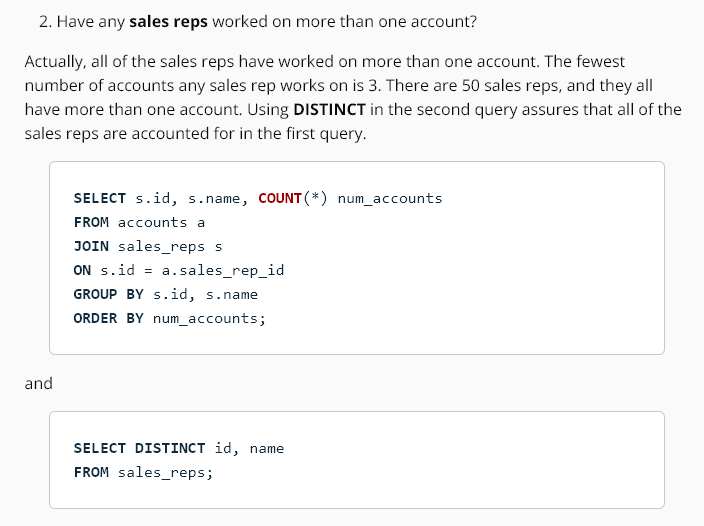 2. Have any sales reps worked on more than one account?
Actually, all of the sales reps have worked on more than one account. The fewest
number of accounts any sales rep works on is 3. There are 50 sales reps, and they all
have more than one account. Using DISTINCT in the second query assures that all of the
sales reps are accounted for in the first query.
SELECT s.id, s.name, COUNT(*) num_accounts
FROM accounts a
JOIN sales_reps s
ON s.id = a.sales_rep_id
GROUP BY s.id, s.name
ORDER BY num_accounts;
and
SELECT DISTINCT id, name
FROM sales_reps;